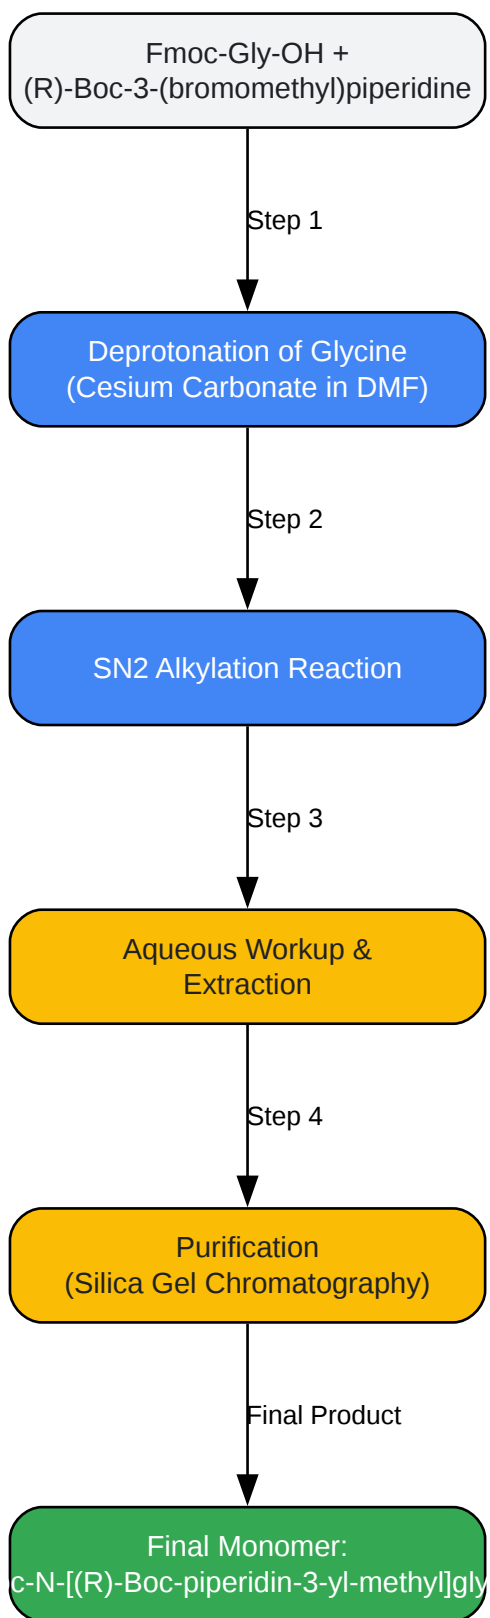 Fmoc-Gly-OH +
(R)-Boc-3-(bromomethyl)piperidine
Step 1
Deprotonation of Glycine
(Cesium Carbonate in DMF)
Step 2
SN2 Alkylation Reaction
Step 3
Aqueous Workup &
Extraction
Step 4
Purification
(Silica Gel Chromatography)
Final Product
Final Monomer:
c-N-[(R)-Boc-piperidin-3-yl-methyl]gly